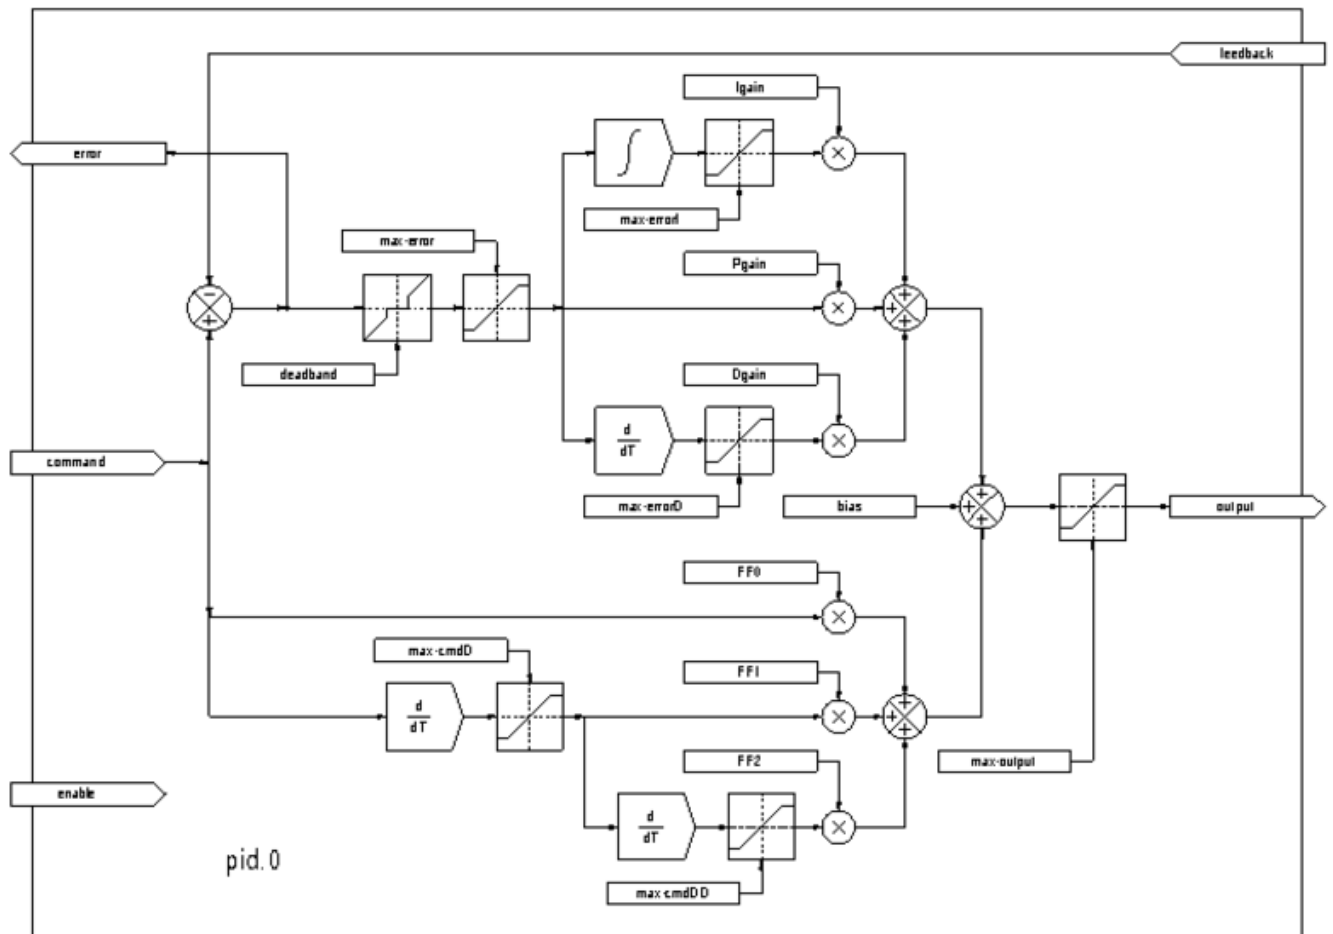 feedback
Igain
error
∫
max-errorI
max-error
Pgain
−
+
+
+
+
deadband
Dgain
d
dT
command
max-errorD
bias
+
+
+
output
FF0
max-cmdD
FF1
d
dT
+
+
+
FF2
max-output
enable
d
dT
pid.0
max-cmdDD